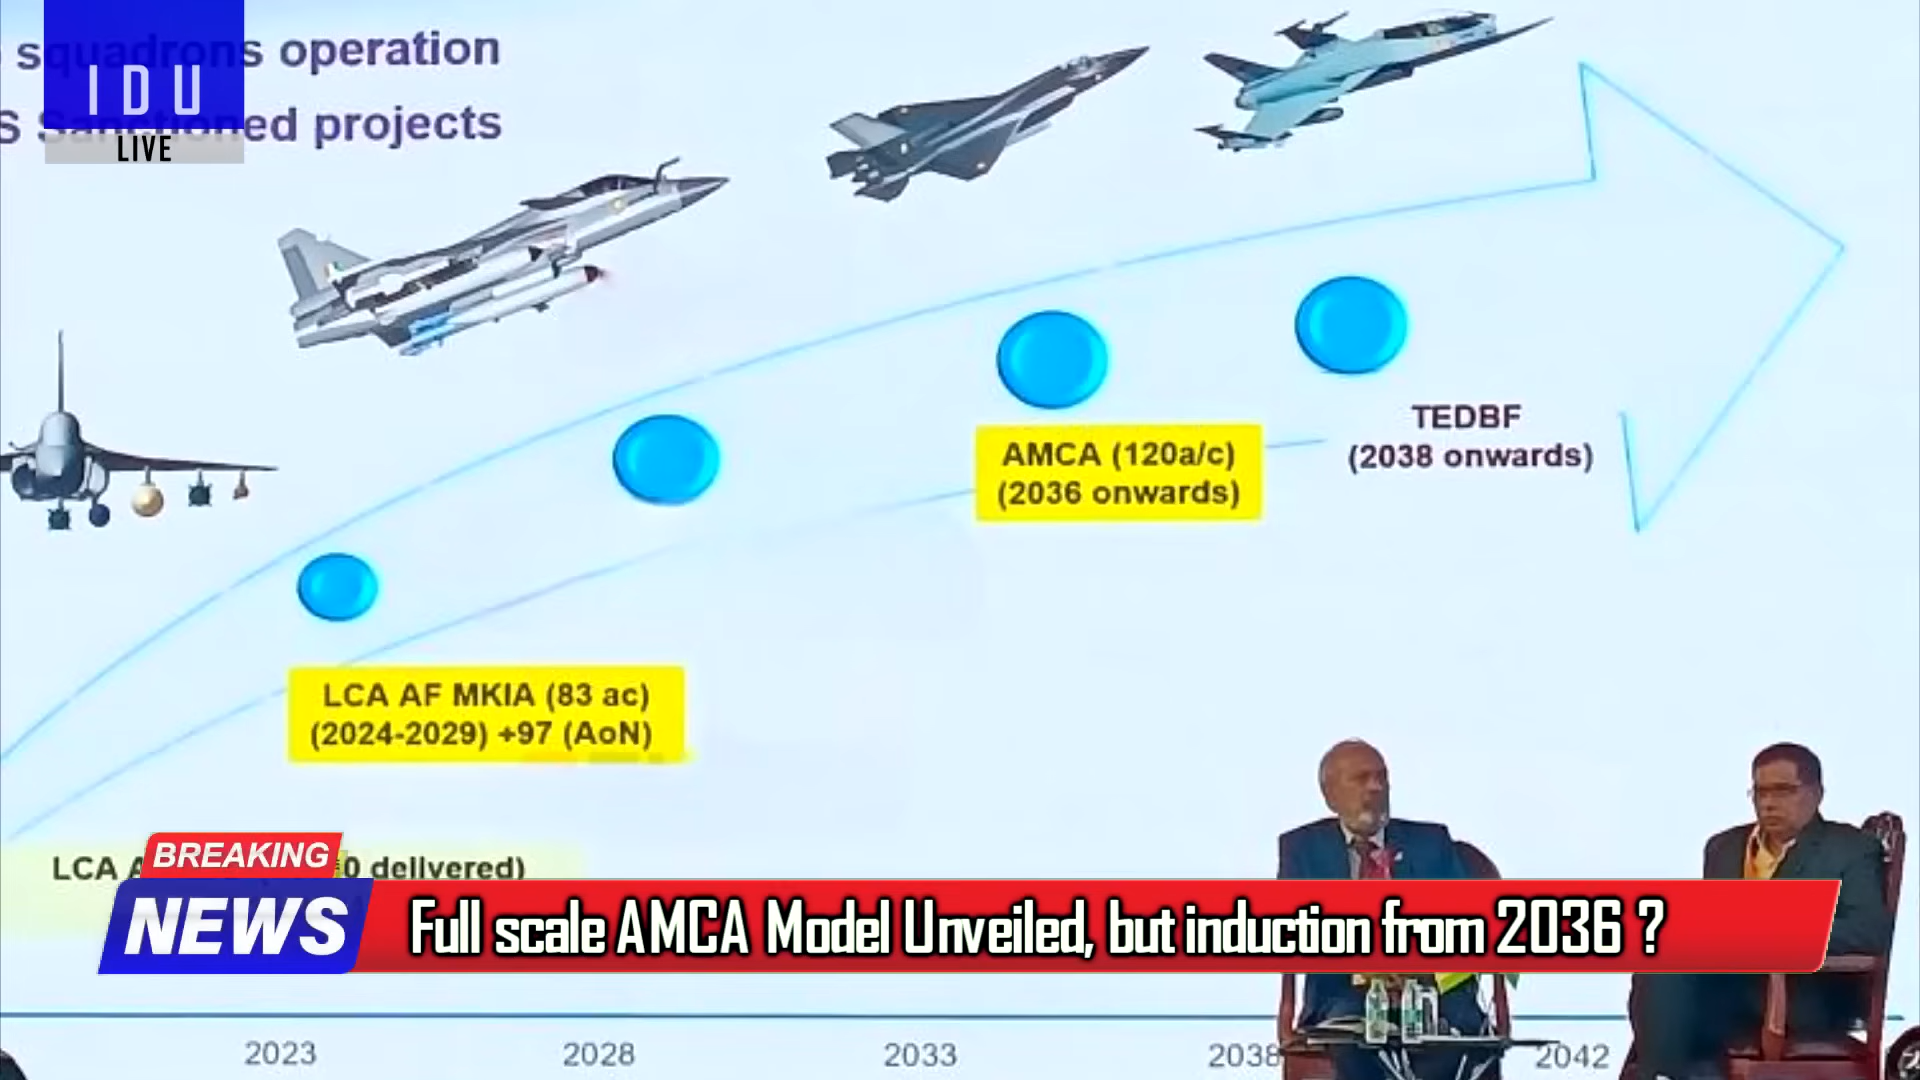 squadrons operation
IDU
S Sanctioned projects
LIVE
TEDBF
(2038 onwards)
AMCA (120a/c)
(2036 onwards)
LCA AF MKIA (83 ac)
(2024-2029) +97 (AoN)
LCA
0 delivered)
BREAKING
NEWS
Full scale AMCA Model Unveiled, but induction from 2036 ?
2023
2028
2033
2038
2042